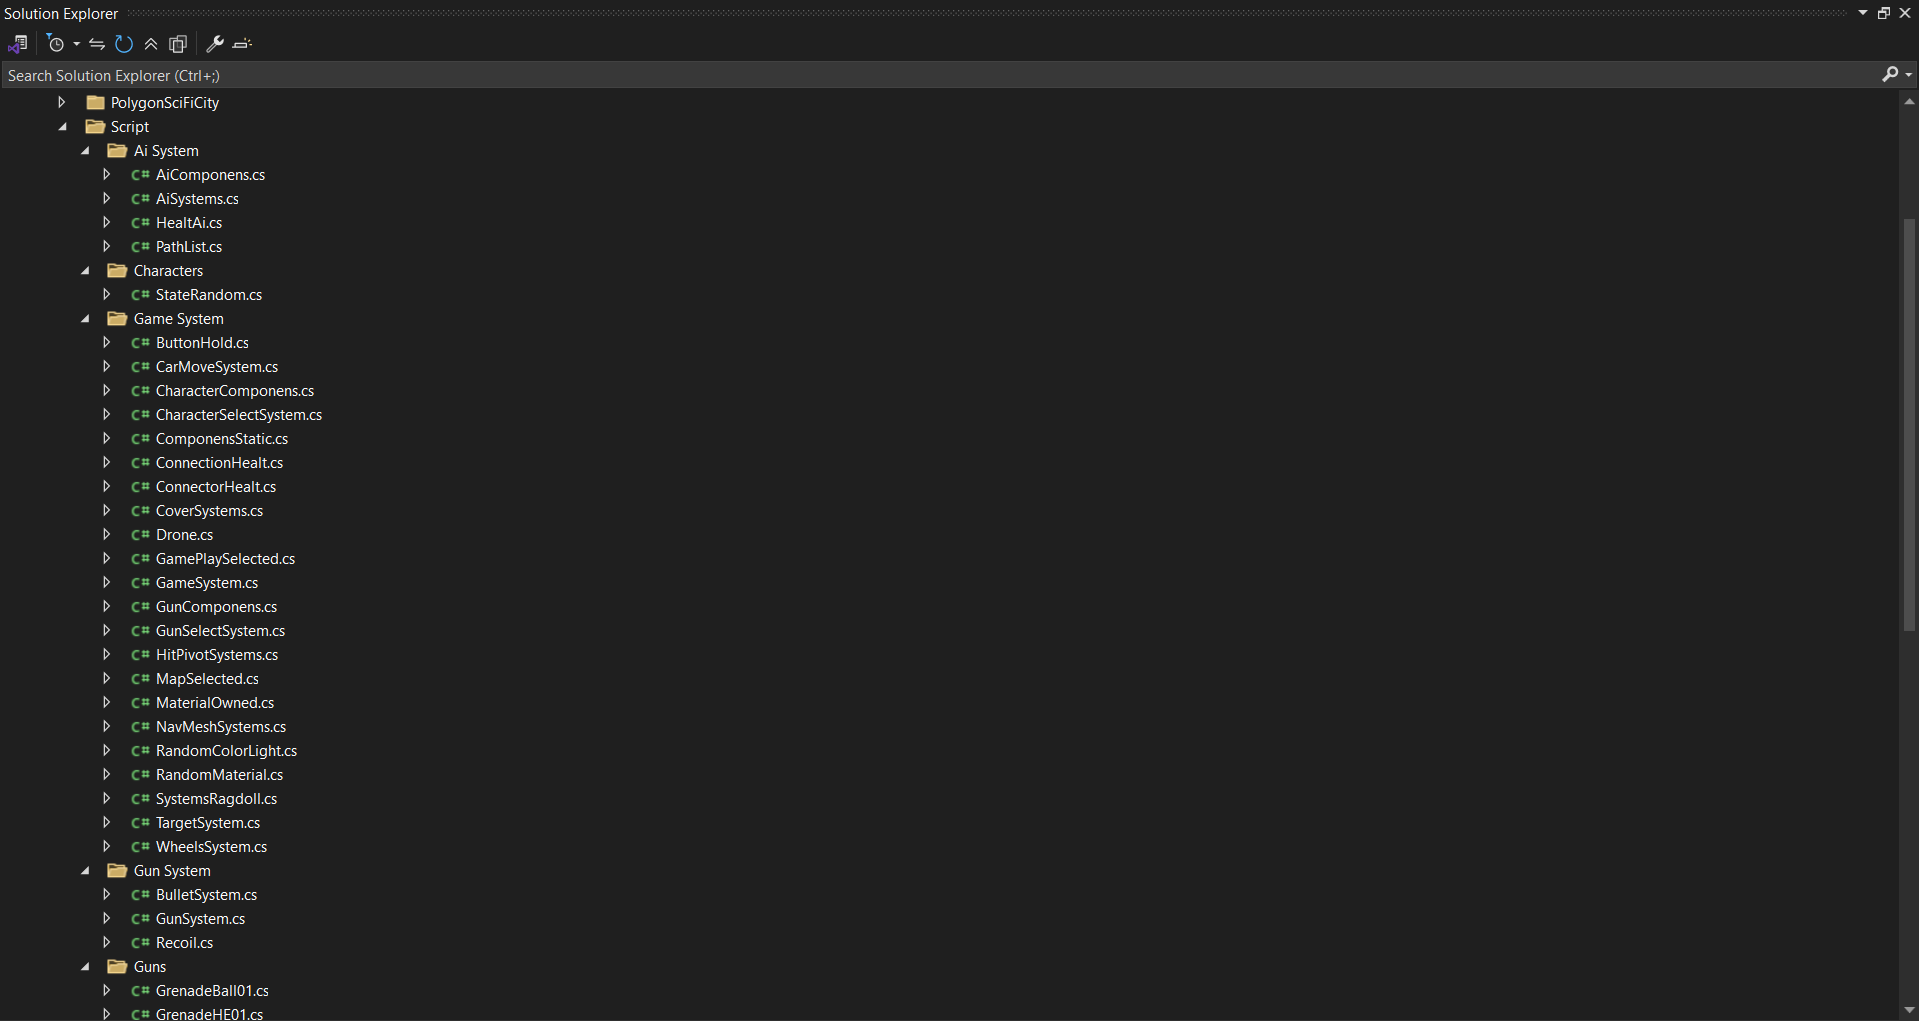 Solution Explorer
Search Solution Explorer (Ctrl+;)
PolygonSciFiCity
Script
Ai System
C# AiComponens.cs
C# AiSystems.cs
C# HealtAi.cs
C# PathList.cs
Characters
C# StateRandom.cs
Game System
C# ButtonHold.cs
C# CarMoveSystem.cs
C# CharacterComponens.cs
C# CharacterSelectSystem.cs
C# ComponensStatic.cs
C# ConnectionHealt.cs
C# ConnectorHealt.cs
C# CoverSystems.cs
C# Drone.cs
C# GamePlaySelected.cs
C# GameSystem.cs
C# GunComponens.cs
C# GunSelectSystem.cs
C# HitPivotSystems.cs
C# MapSelected.cs
C# MaterialOwned.cs
C# NavMeshSystems.cs
C# RandomColorLight.cs
C# RandomMaterial.cs
C# SystemsRagdoll.cs
C# TargetSystem.cs
C# WheelsSystem.cs
Gun System
C# BulletSystem.cs
C# GunSystem.cs
C# Recoil.cs
Guns
C# GrenadeBall01.cs
C# GrenadeHE01.cs